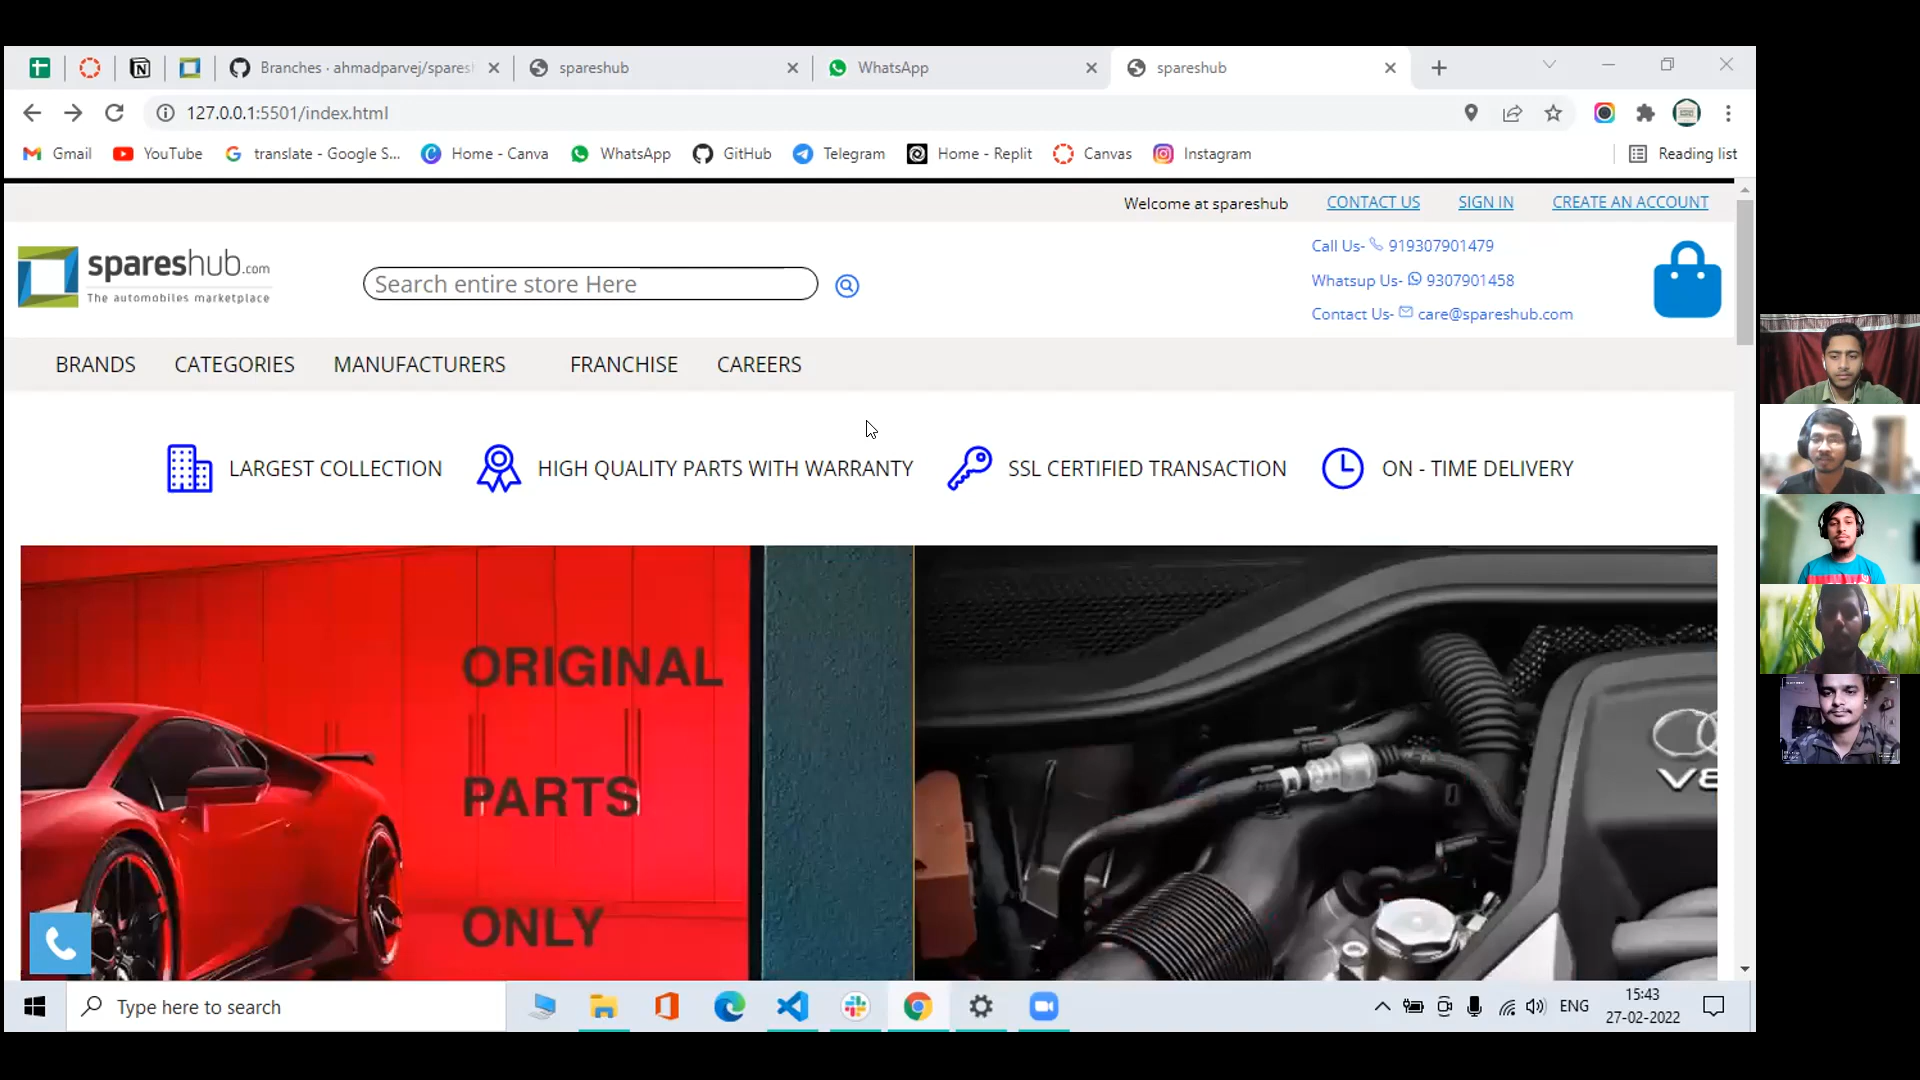 Branches · ahmadparvej/spares
spareshub
WhatsApp
spareshub
127.0.0.1:5501/index.html
Gmail
YouTube
translate - Google S...
Home - Canva
WhatsApp
GitHub
Telegram
Home - Replit
Canvas
Instagram
Reading list
Welcome at spareshub
CONTACT US
SIGN IN
CREATE AN ACCOUNT
spareshub.com
The automobiles marketplace
Search entire store Here
Call Us- 919307901479
Whatsup Us- 9307901458
Contact Us- care@spareshub.com
BRANDS
CATEGORIES
MANUFACTURERS
FRANCHISE
CAREERS
LARGEST COLLECTION
HIGH QUALITY PARTS WITH WARRANTY
SSL CERTIFIED TRANSACTION
ON - TIME DELIVERY
ORIGINAL
PARTS
ONLY
V8
Type here to search
ENG
15:43
27-02-2022